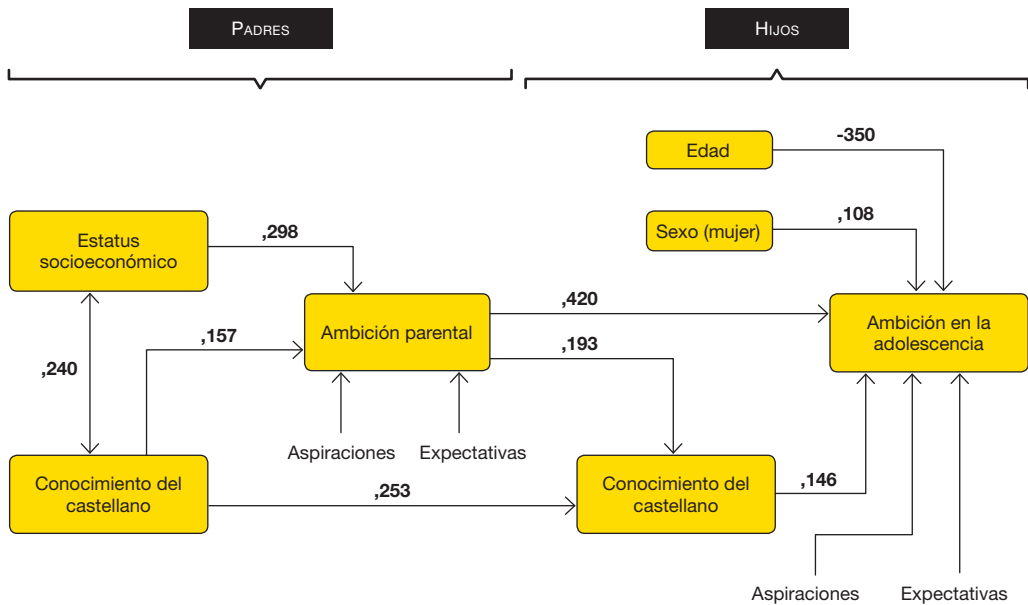 PADRES
HIJOS
Edad
-350
Sexo (mujer)
,108
Estatus
socioeconómico
,298
,420
Ambición parental
Ambición en la
adolescencia
,157
,193
,240
Aspiraciones
Expectativas
Conocimiento del
castellano
,253
Conocimiento del
castellano
,146
Aspiraciones
Expectativas